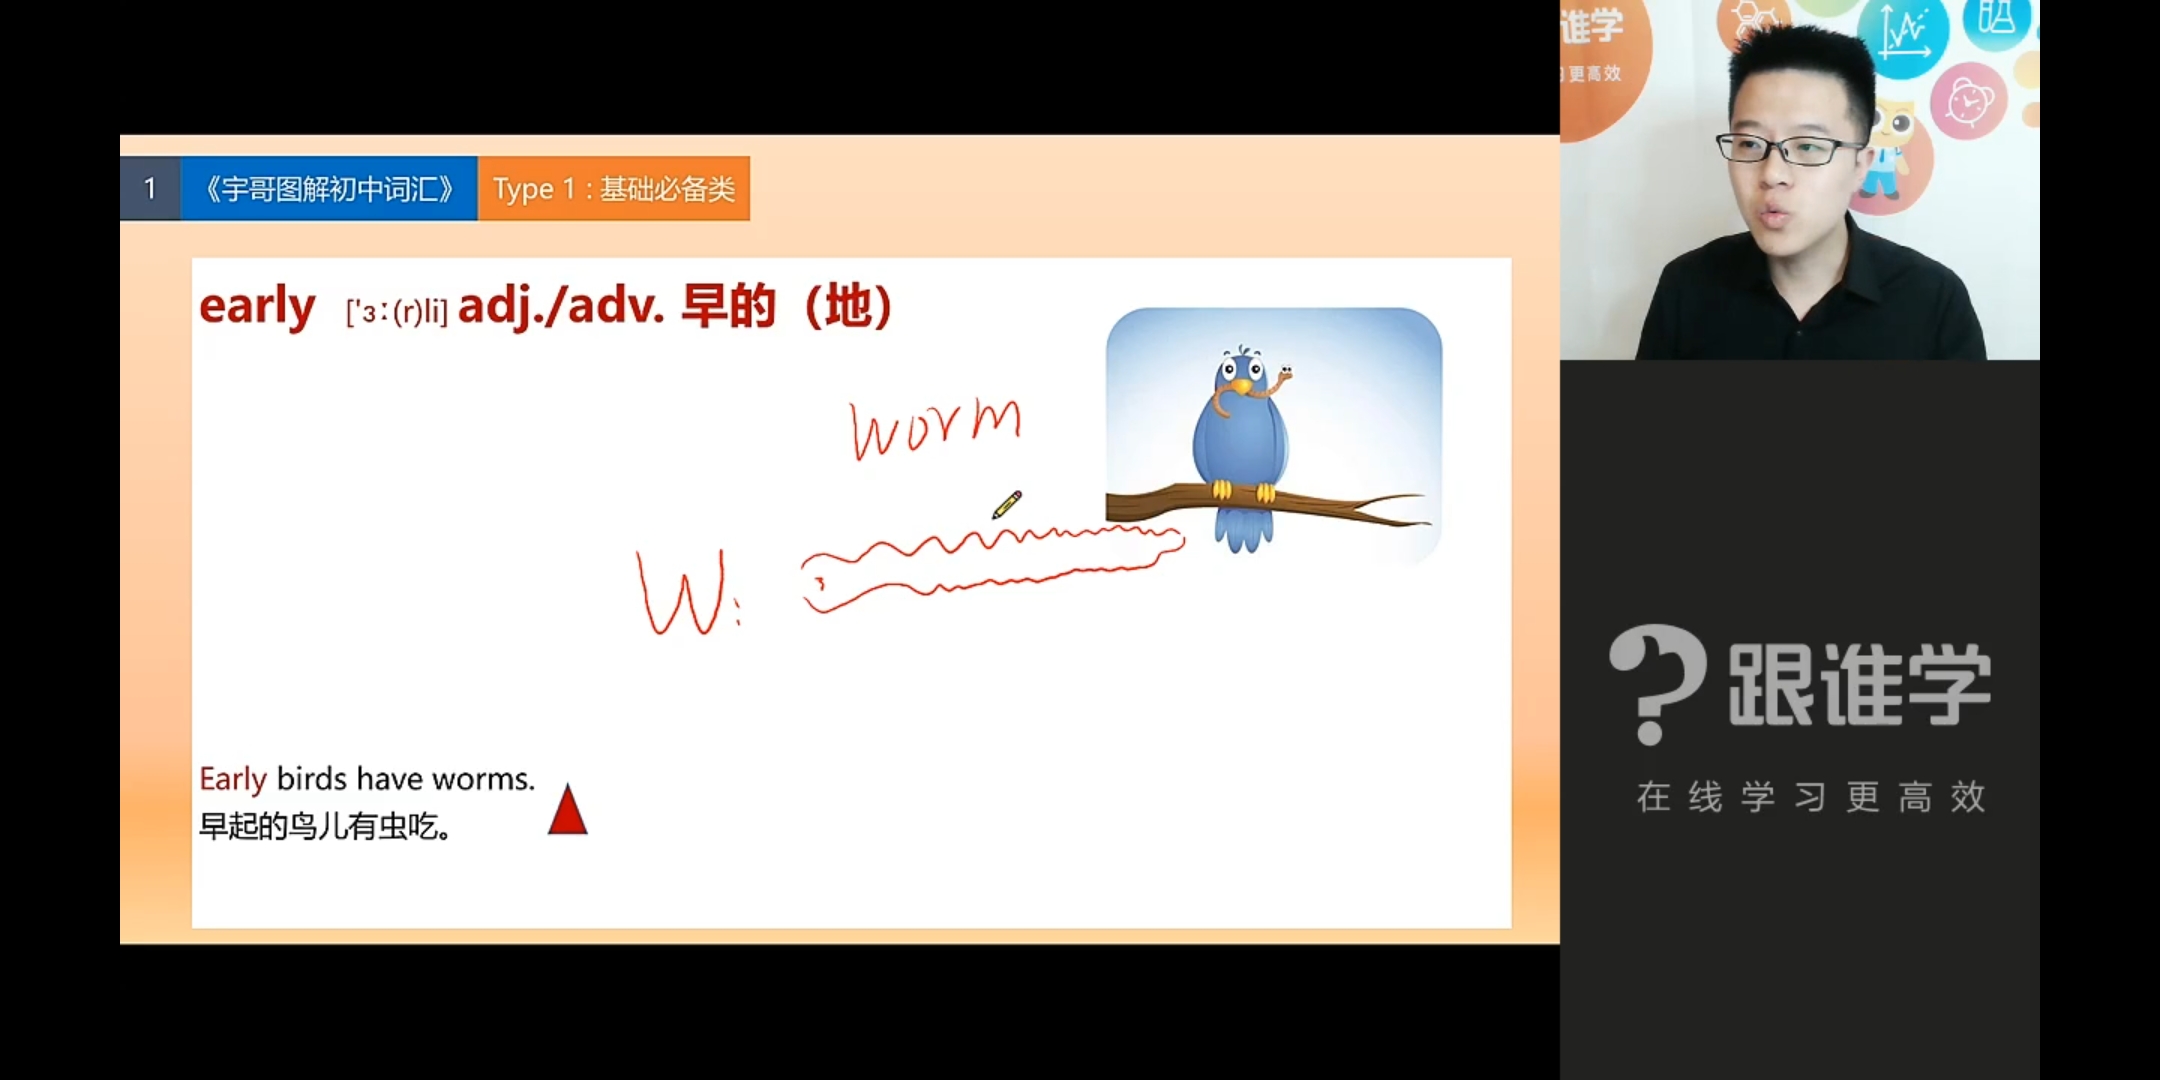 谁学
习更高效
1 《宇哥图解初中词汇》 Type 1 : 基础必备类
early ['ɜː(r)li] adj./adv. 早的（地）
worm
W:
Early birds have worms.
早起的鸟儿有虫吃。
跟谁学
在线学习更高效